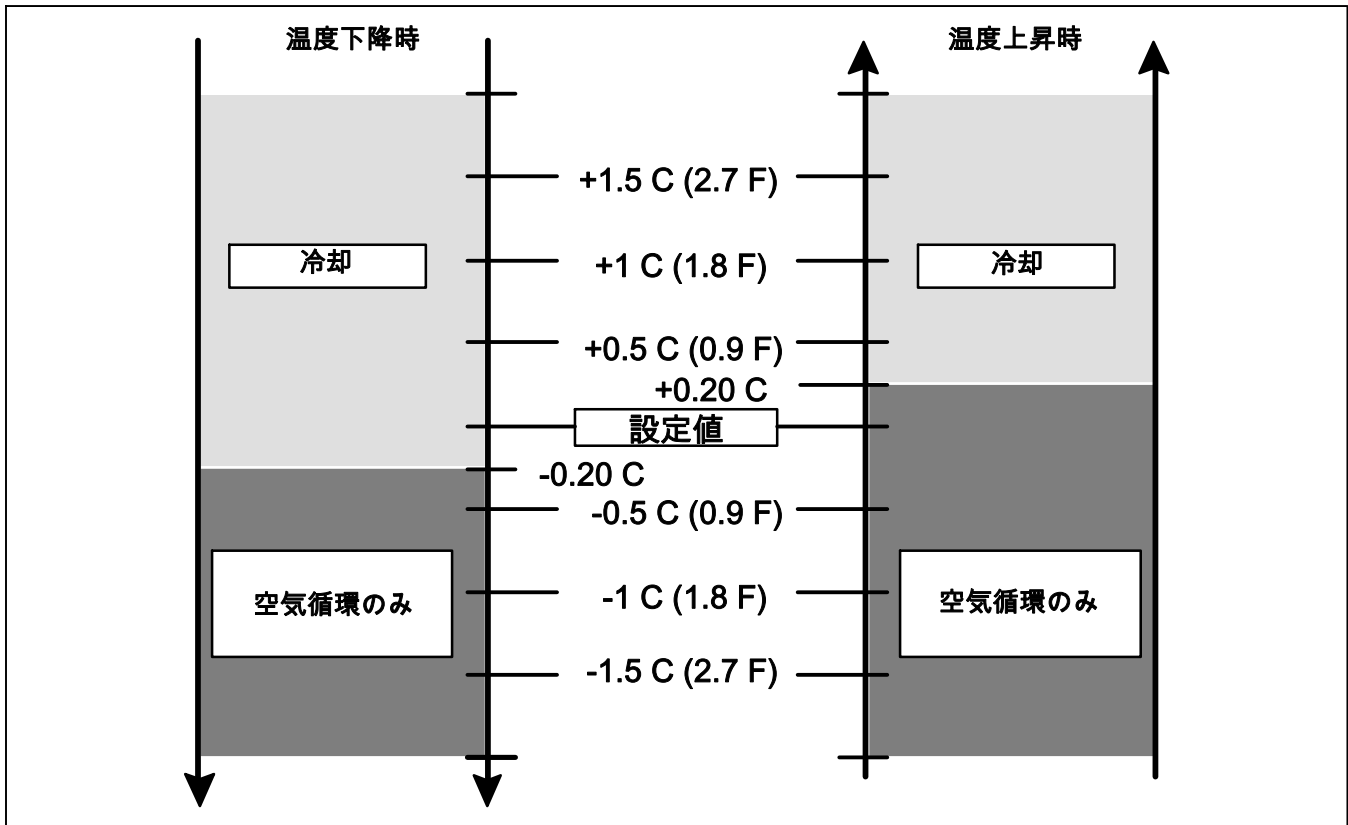 温度下降時
温度上昇時
+1.5 C (2.7 F)
冷却
+1 C (1.8 F)
冷却
+0.5 C (0.9 F)
+0.20 C
設定値
-0.20 C
-0.5 C (0.9 F)
空気循環のみ
-1 C (1.8 F)
空気循環のみ
-1.5 C (2.7 F)